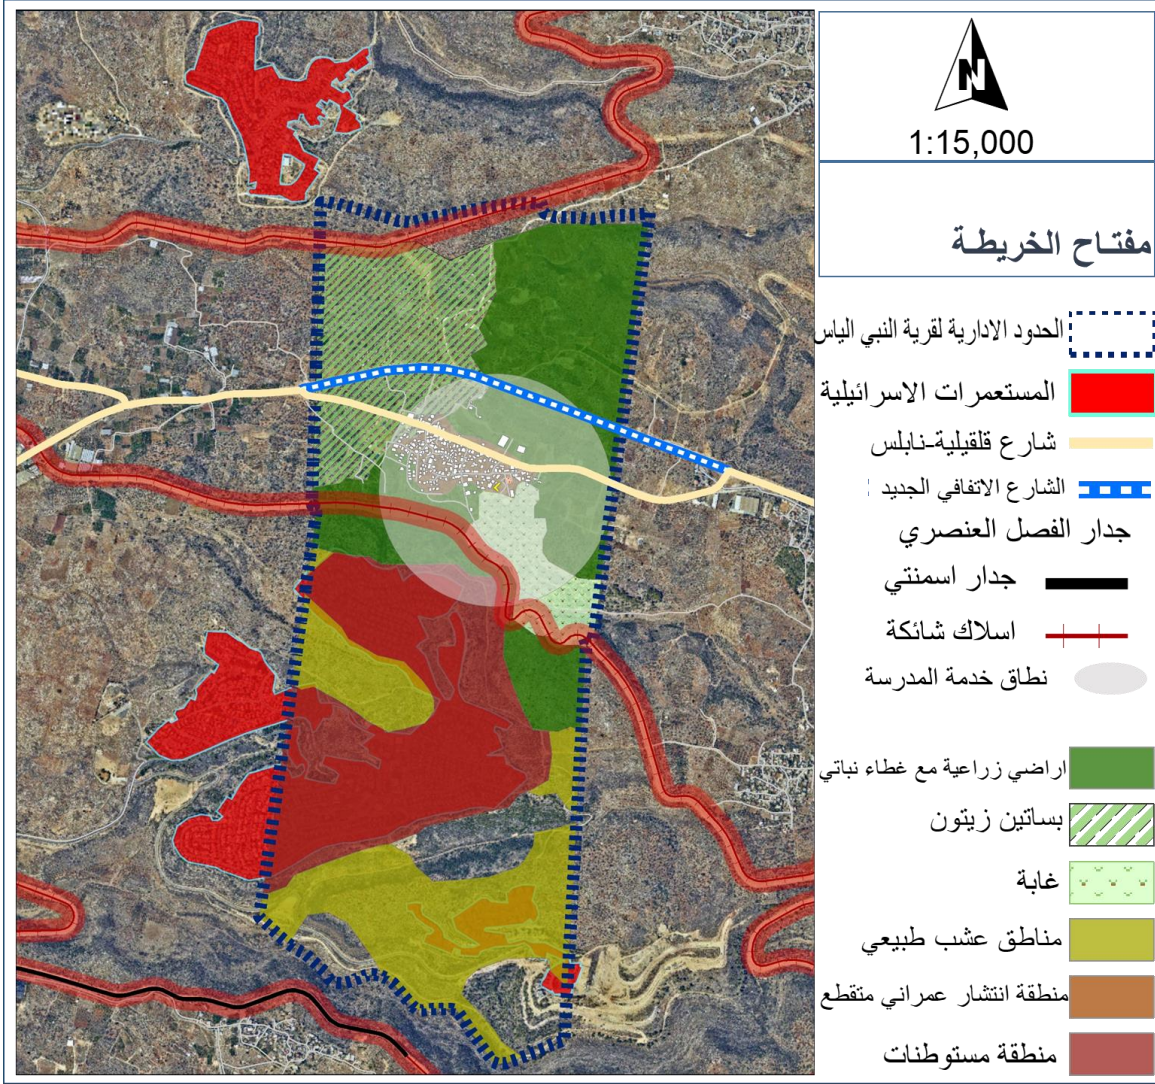 N
1:15,000
مفتاح الخريطة
الحدود الادارية لقرية النبي الياس
المستعمرات الاسرائيلية
شارع قلقيلية-نابلس
الشارع الاتفافي الجديد
جدار الفصل العنصري
جدار اسمنتي
اسلاك شائكة
نطاق خدمة المدرسة
اراضي زراعية مع غطاء نباتي
بساتين زيتون
غابة
مناطق عشب طبيعي
منطقة انتشار عمراني متقطع
منطقة مستوطنات